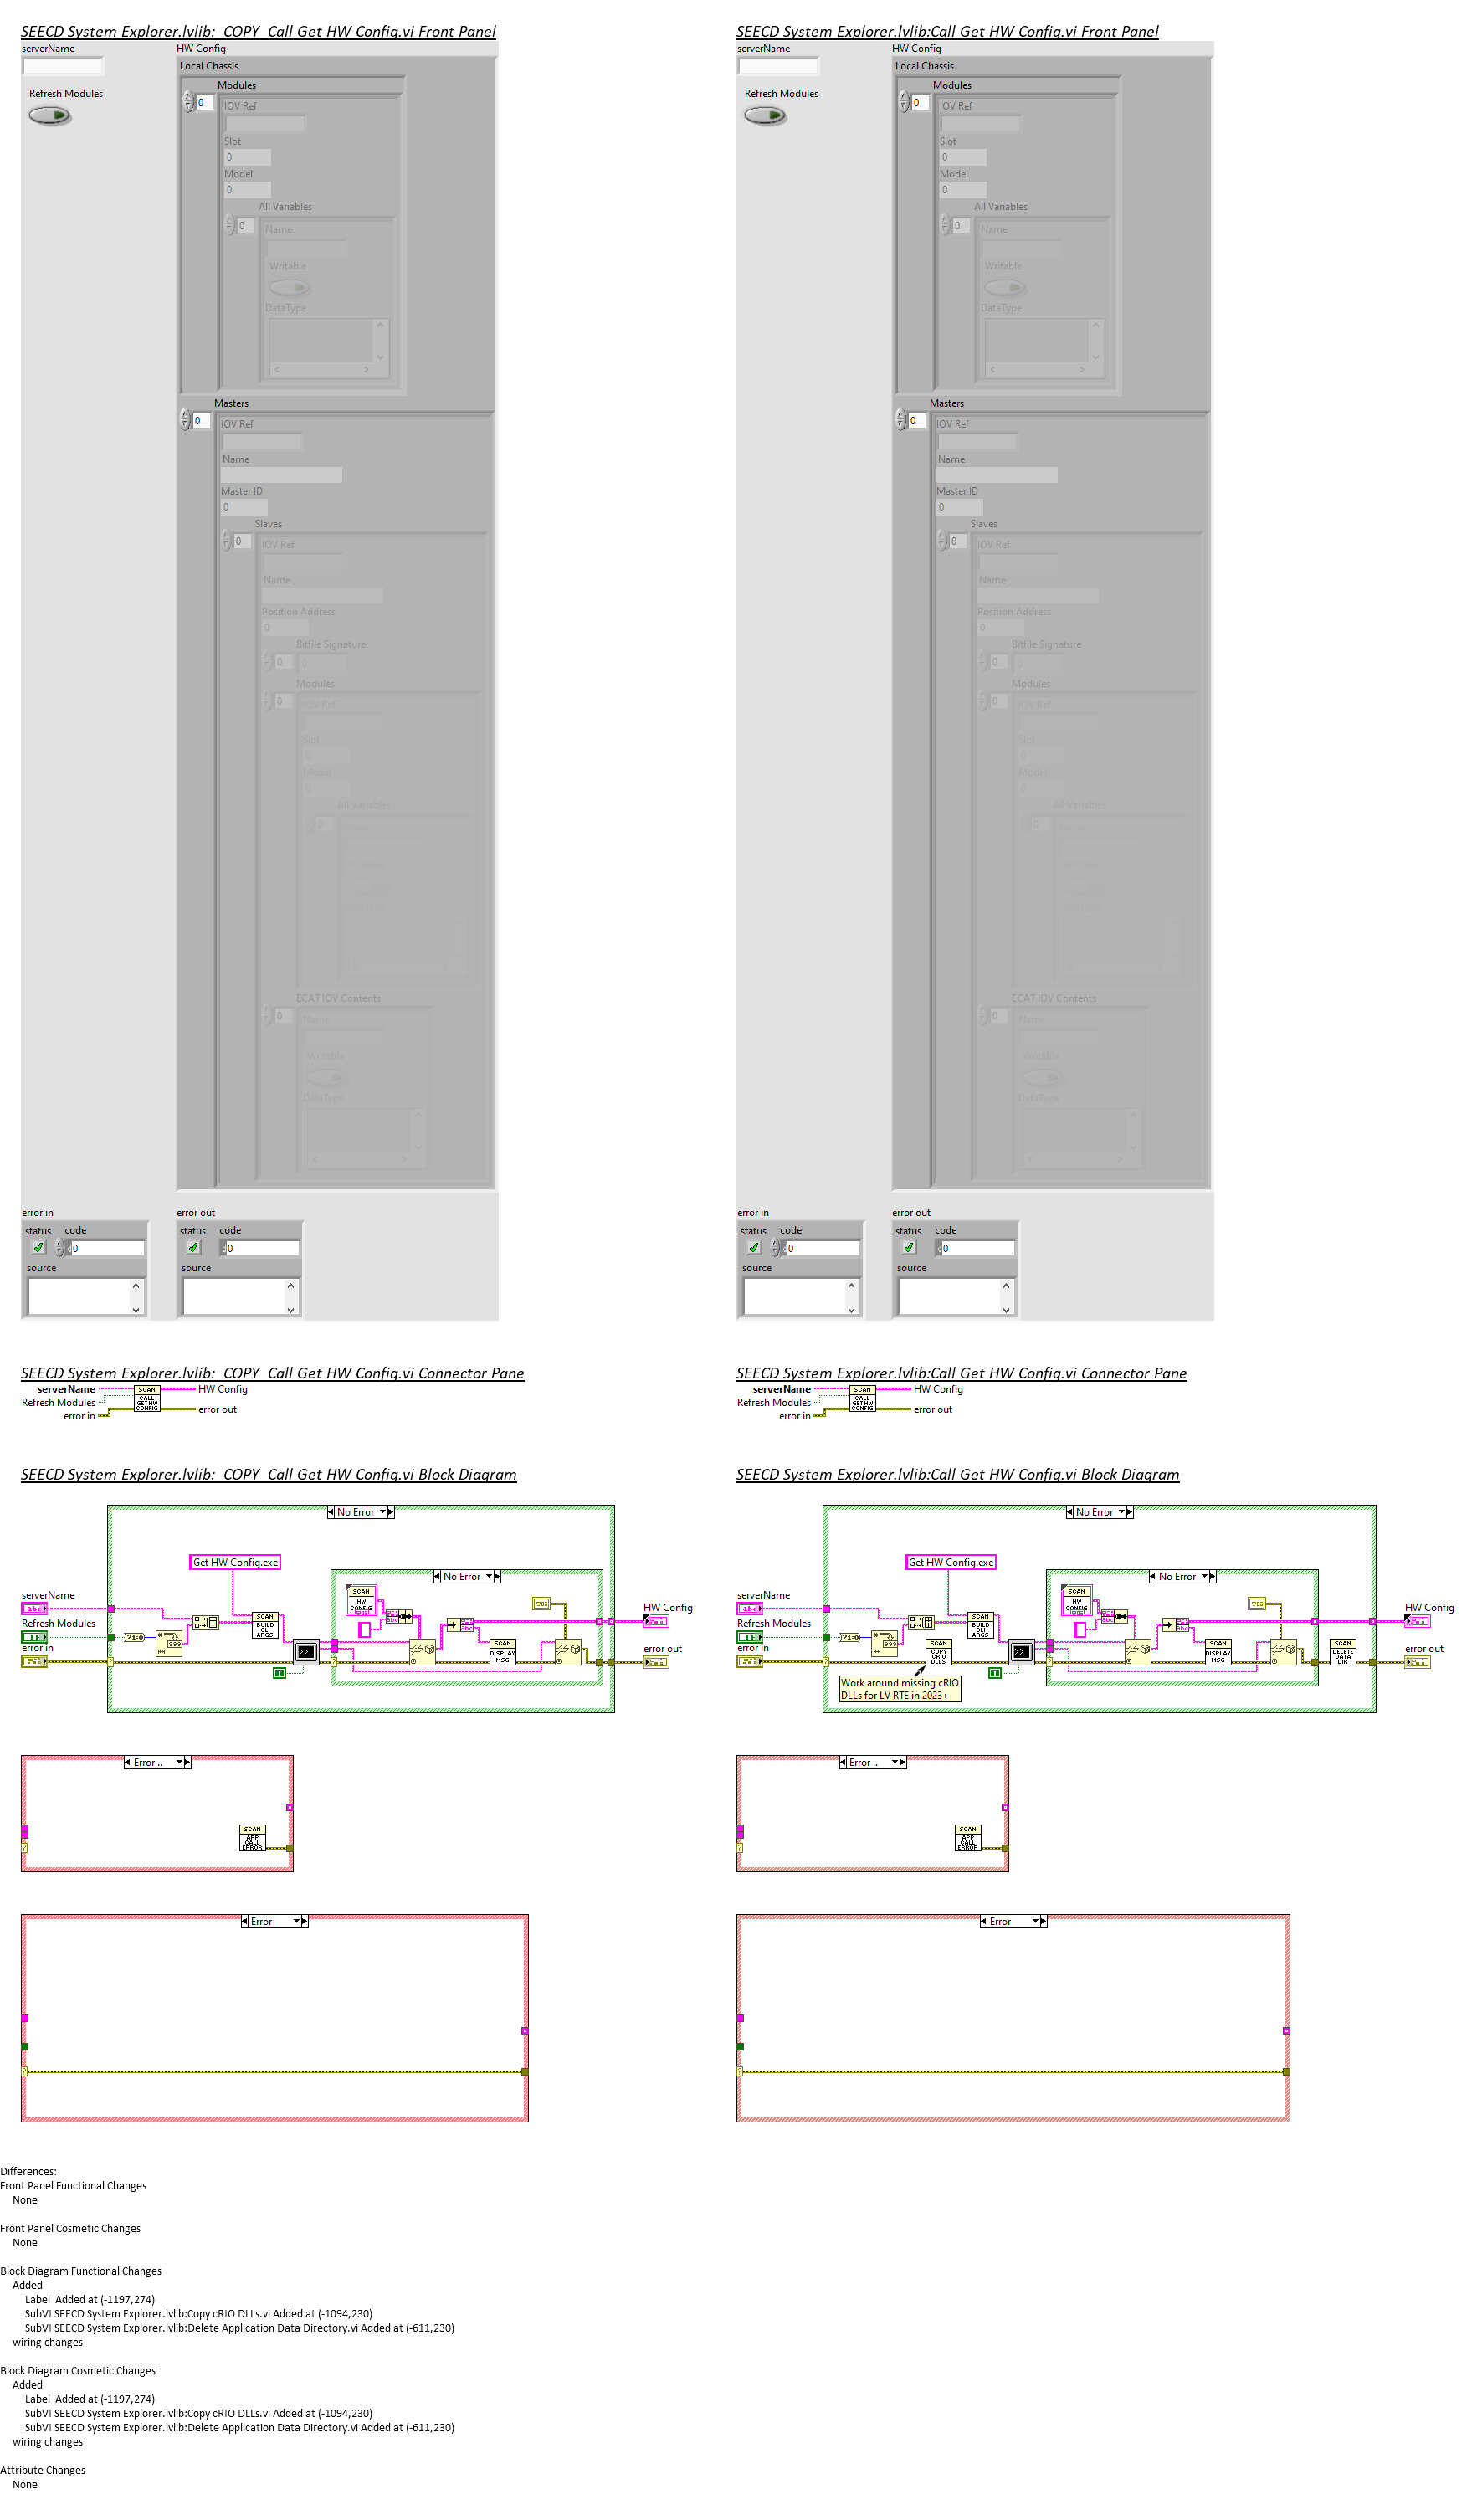 SEECD System Explorer.lvlib:  COPY  Call Get HW Config.vi Front Panel
serverName
HW Config
Local Chassis
Modules
Refresh Modules
0
IOV Ref
Slot
0
Model
0
All Variables
0
Name
Writable
DataType
Masters
0
IOV Ref
Name
Master ID
0
Slaves
0
IOV Ref
Name
Position Address
0
Bitfile Signature
0
0
Modules
0
IOV Ref
Slot
0
Model
0
All Variables
0
ECAT IOV Contents
0
Name
Writable
DataType
error in
error out
status code
0
status code
0
source
source
SEECD System Explorer.lvlib:Call Get HW Config.vi Front Panel
serverName
HW Config
Local Chassis
Modules
Refresh Modules
0
IOV Ref
Slot
0
Model
0
All Variables
0
Name
Writable
DataType
Masters
0
IOV Ref
Name
Master ID
0
Slaves
0
IOV Ref
Name
Position Address
0
Bitfile Signature
0
0
Modules
0
IOV Ref
Slot
0
Model
0
All Variables
0
ECAT IOV Contents
0
Name
Writable
DataType
error in
error out
status code
0
status code
0
source
source
SEECD System Explorer.lvlib:  COPY  Call Get HW Config.vi Connector Pane
serverName
Refresh Modules
error in
SCAN
CALL
GET HW
CONFIG
HW Config
error out
SEECD System Explorer.lvlib:Call Get HW Config.vi Connector Pane
serverName
Refresh Modules
error in
SCAN
CALL
GET HW
CONFIG
HW Config
error out
SEECD System Explorer.lvlib:  COPY  Call Get HW Config.vi Block Diagram
No Error
Get HW Config.exe
No Error
serverName
abc
Refresh Modules
TF
error in
?1:0
SCAN
BUILD
CLI
ARGS
T
SCAN
HW
CONFIG
SCAN
DISPLAY
MSG
HW Config
error out
Error ..
SCAN
APP
CALL
ERROR
Error
SEECD System Explorer.lvlib:Call Get HW Config.vi Block Diagram
No Error
Get HW Config.exe
No Error
serverName
abc
Refresh Modules
TF
error in
?1:0
SCAN
BUILD
CLI
ARGS
SCAN
COPY
CRIO
DLLS
Work around missing cRIO
DLLs for LV RTE in 2023+
T
SCAN
HW
CONFIG
SCAN
DISPLAY
MSG
SCAN
DELETE
DATA
DIR
HW Config
error out
Error ..
SCAN
APP
CALL
ERROR
Error
Differences:
Front Panel Functional Changes
None
Front Panel Cosmetic Changes
None
Block Diagram Functional Changes
Added
Label  Added at (-1197,274)
SubVI SEECD System Explorer.lvlib:Copy cRIO DLLs.vi Added at (-1094,230)
SubVI SEECD System Explorer.lvlib:Delete Application Data Directory.vi Added at (-611,230)
wiring changes
Block Diagram Cosmetic Changes
Added
Label  Added at (-1197,274)
SubVI SEECD System Explorer.lvlib:Copy cRIO DLLs.vi Added at (-1094,230)
SubVI SEECD System Explorer.lvlib:Delete Application Data Directory.vi Added at (-611,230)
wiring changes
Attribute Changes
None